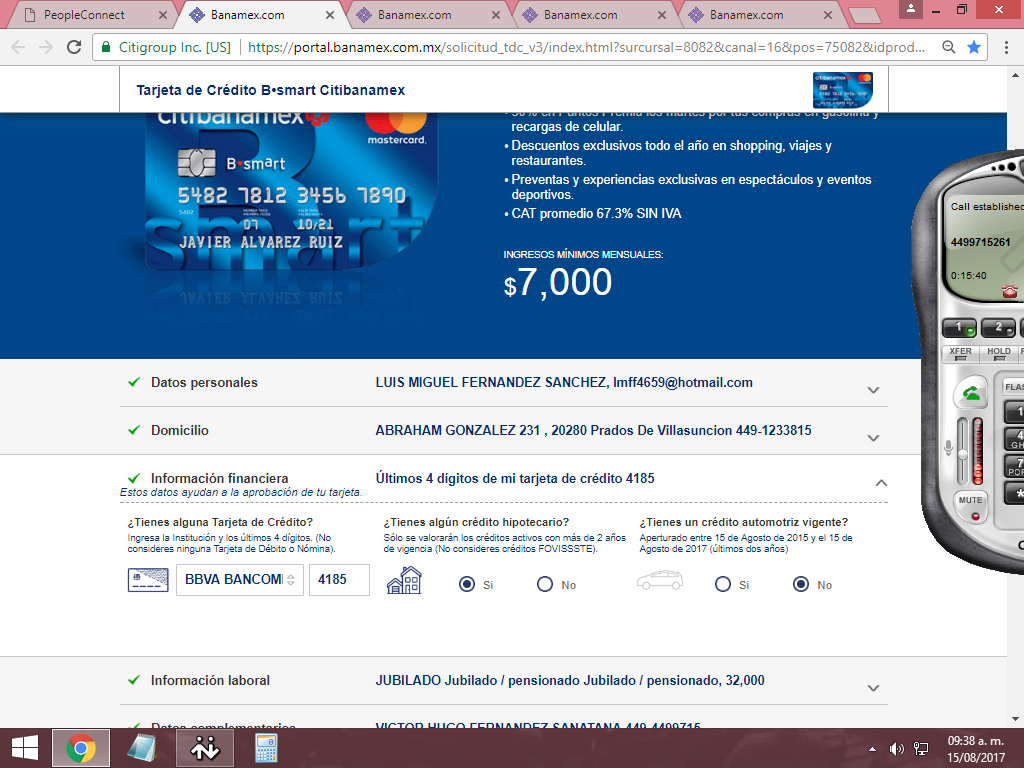 PeopleConnect
Banamex.com
Banamex.com
Banamex.com
Banamex.com
Citigroup Inc. [US]
https://portal.banamex.com.mx/solicitud_tdc_v3/index.html?surcursal=8082&canal=16&pos=75082&idprod...
Tarjeta de Crédito B•smart Citibanamex
citibanamex
mastercard.
B•smart
5482 7812 3456 7890
5482
07 10/21
JAVIER ALVAREZ RUIZ
• 50% en Puntos Premia los martes por tus compras en gasolina y
recargas de celular.
• Descuentos exclusivos todo el año en shopping, viajes y
restaurantes.
• Preventas y experiencias exclusivas en espectáculos y eventos
deportivos.
• CAT promedio 67.3% SIN IVA
INGRESOS MÍNIMOS MENSUALES:
$7,000
Call established
4499715261
0:15:40
1
2
XFER HOLD
FLAS
1
4
GH
7
*
MUTE
Datos personales
LUIS MIGUEL FERNANDEZ SANCHEZ, lmff4659@hotmail.com
Domicilio
ABRAHAM GONZALEZ 231 , 20280 Prados De Villasuncion 449-1233815
Información financiera
Últimos 4 dígitos de mi tarjeta de crédito 4185
Estos datos ayudan a la aprobación de tu tarjeta.
¿Tienes alguna Tarjeta de Crédito?
Ingresa la Institución y los últimos 4 dígitos. (No
consideres ninguna Tarjeta de Débito o Nómina).
BBVA BANCOMI
4185
¿Tienes algún crédito hipotecario?
Sólo se valorarán los créditos activos con más de 2 años
de vigencia (No consideres créditos FOVISSSTE).
Si
No
¿Tienes un crédito automotriz vigente?
Aperturado entre 15 de Agosto de 2015 y el 15 de
Agosto de 2017 (últimos dos años)
Si
No
Información laboral
JUBILADO Jubilado / pensionado Jubilado / pensionado, 32,000
Datos complementarios
VICTOR HUGO FERNANDEZ SANATANA 449-4499715
09:38 a. m.
15/08/2017